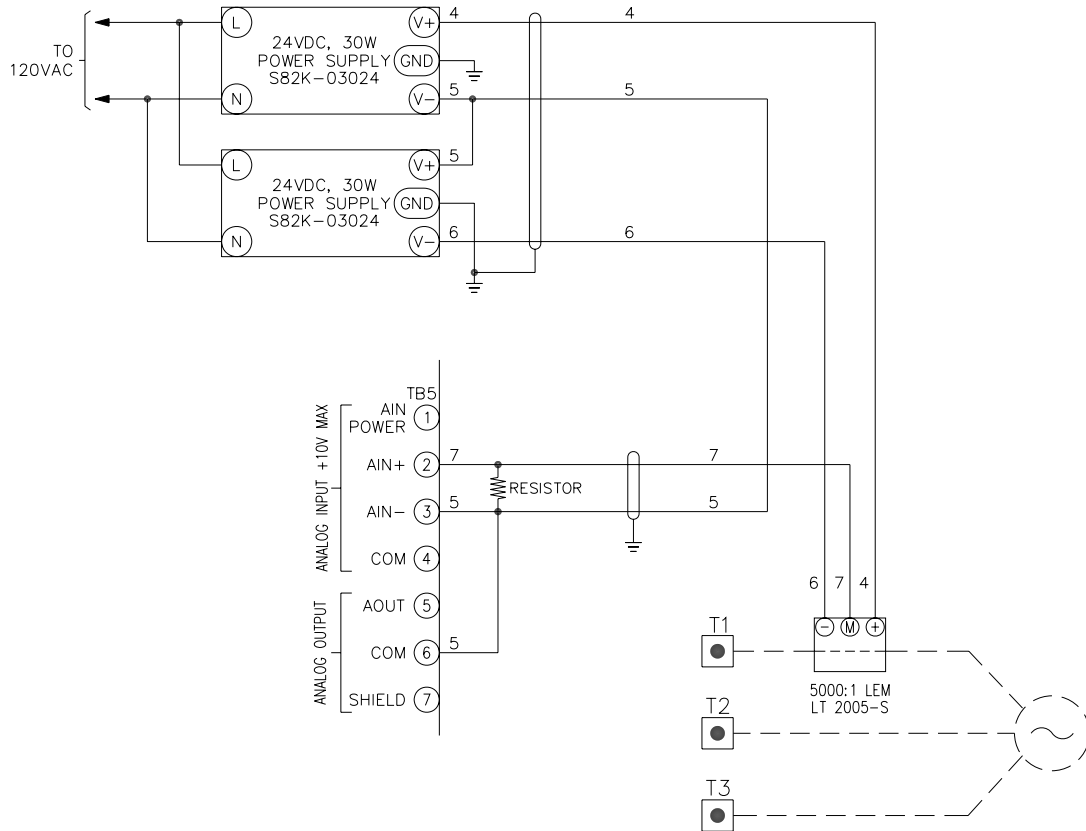 TO
120VAC
L
N
24VDC, 30W
POWER SUPPLY
S82K-03024
V+
GND
V-
4
4
5
5
L
N
24VDC, 30W
POWER SUPPLY
S82K-03024
V+
GND
V-
5
6
6
TB5
ANALOG INPUT +10V MAX
AIN
POWER
1
AIN+
2
7
7
RESISTOR
AIN-
3
5
5
COM
4
ANALOG OUTPUT
AOUT
5
COM
6
5
SHIELD
7
6
7
4
-
M
+
5000:1 LEM
LT 2005-S
T1
T2
T3